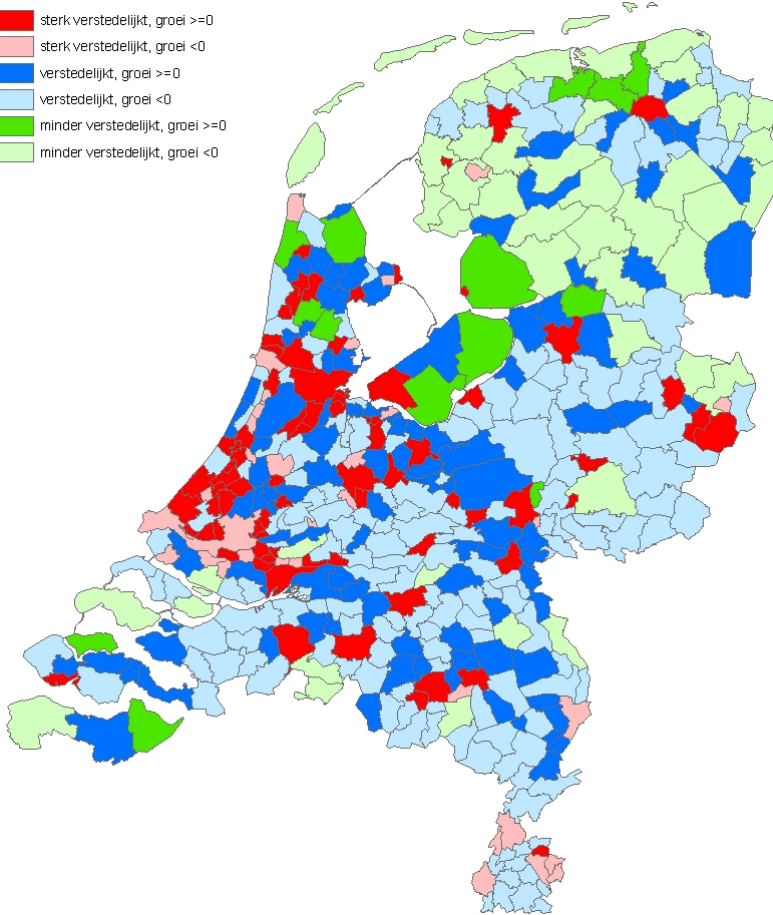 sterk verstedelijkt, groei >=0
sterk verstedelijkt, groei <0
verstedelijkt, groei >=0
verstedelijkt, groei <0
minder verstedelijkt, groei >=0
minder verstedelijkt, groei <0